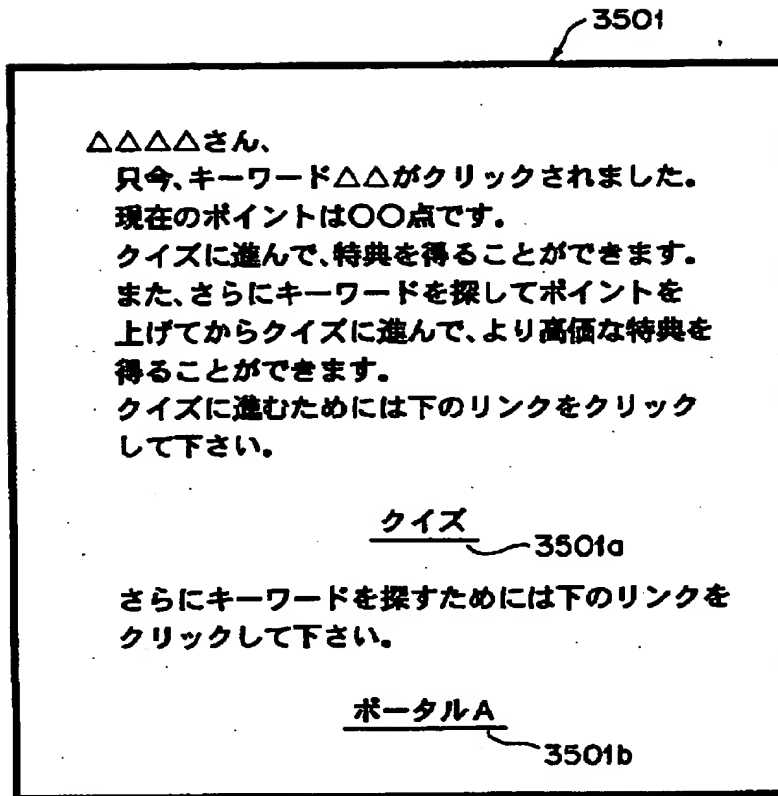 3501
△△△△さん、
只今、キーワード△△がクリックされました。
現在のポイントは〇〇点です。
クイズに進んで、特典を得ることができます。
また、さらにキーワードを探してポイントを
上げてからクイズに進んで、より高価な特典を
得ることができます。
クイズに進むためには下のリンクをクリック
して下さい。
クイズ
3501a
さらにキーワードを探すためには下のリンクを
クリックして下さい。
ポータルA
3501b